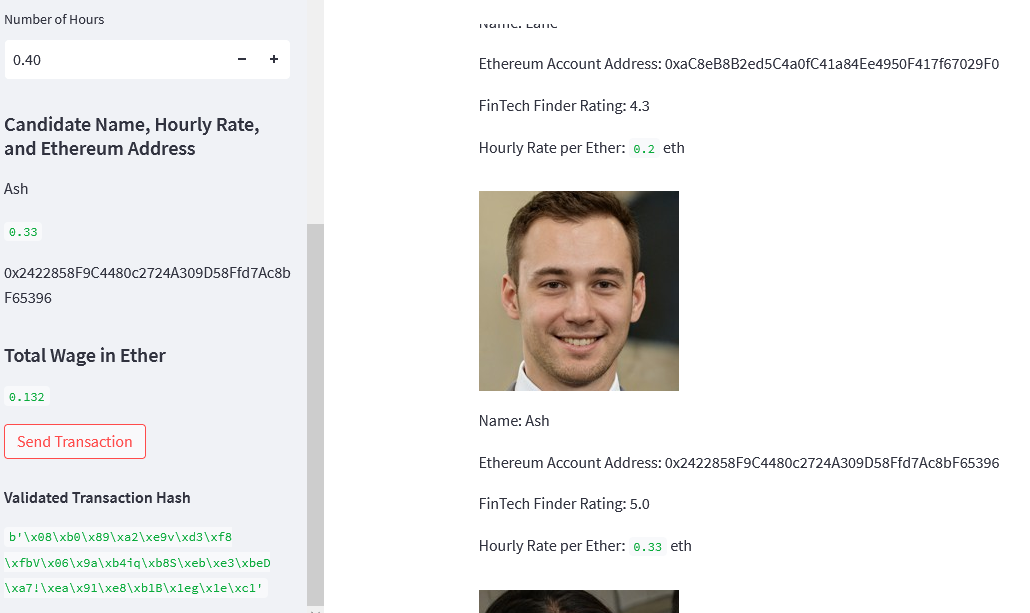 Number of Hours
0.40
Candidate Name, Hourly Rate,
and Ethereum Address
Ash
0.33
0x2422858F9C4480c2724A309D58Ffd7Ac8b
F65396
Total Wage in Ether
0.132
Send Transaction
Validated Transaction Hash
b'\x08\xb0\x89\xa2\xe9v\xd3\xf8
\xfbV\x06\x9a\xb4iq\xb8S\xeb\xe3\xbeD
\xa7!\xea\x91\xe8\xb1B\x1eg\x1e\xc1'
Name: Lane
Ethereum Account Address: 0xaC8eB8B2ed5C4a0fC41a84Ee4950F417f67029F0
FinTech Finder Rating: 4.3
Hourly Rate per Ether: 0.2 eth
Name: Ash
Ethereum Account Address: 0x2422858F9C4480c2724A309D58Ffd7Ac8bF65396
FinTech Finder Rating: 5.0
Hourly Rate per Ether: 0.33 eth